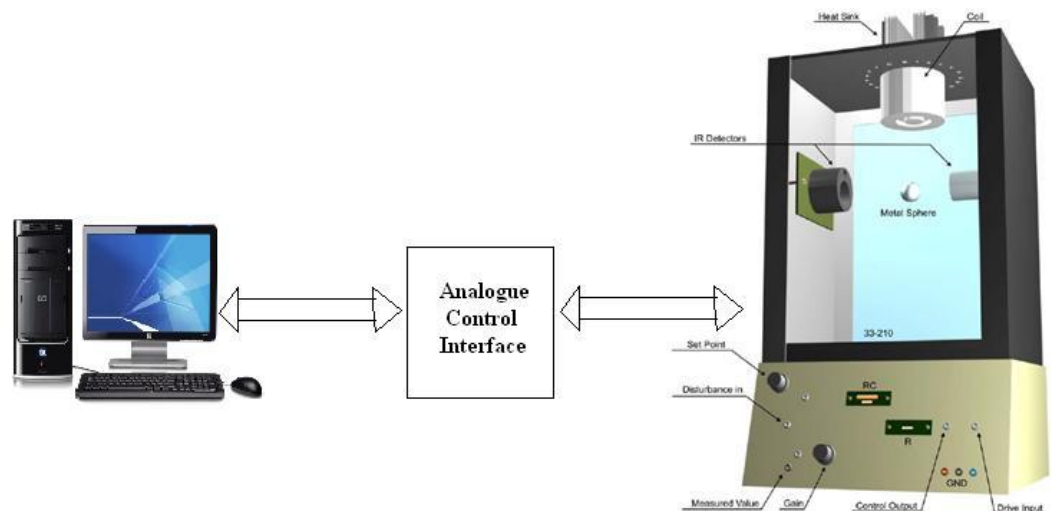 Heat Sink
Coil
IR Detectors
Metal Sphere
Analogue
Control
Interface
33-210
Set Point
Disturbance in
RC
R
GND
Measured Value
Gain
Control Output
Drive Input